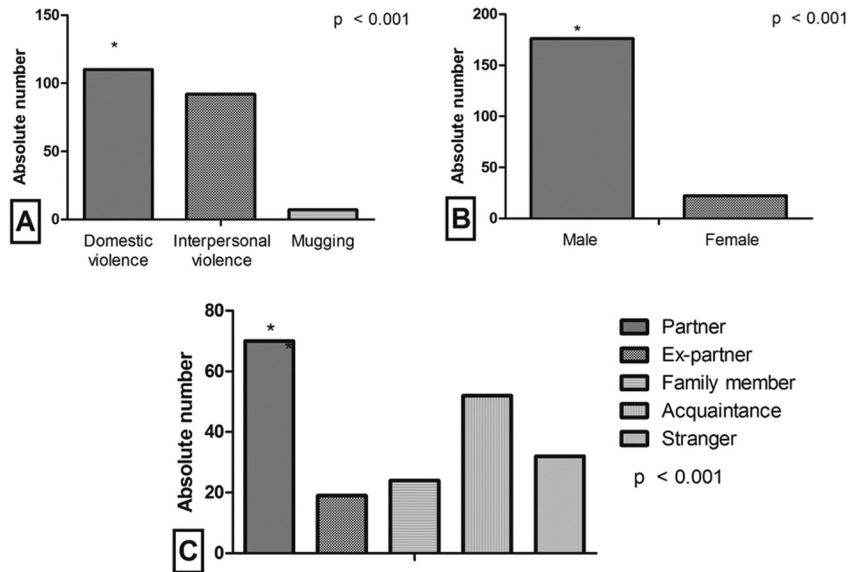 p < 0.001
150
100
50
0
Absolute number
*
Domestic violence
Interpersonal violence
Mugging
A
p < 0.001
200
150
100
50
0
Absolute number
*
Male
Female
B
80
60
40
20
0
Absolute number
*
*
C
Partner
Ex-partner
Family member
Acquaintance
Stranger
p < 0.001